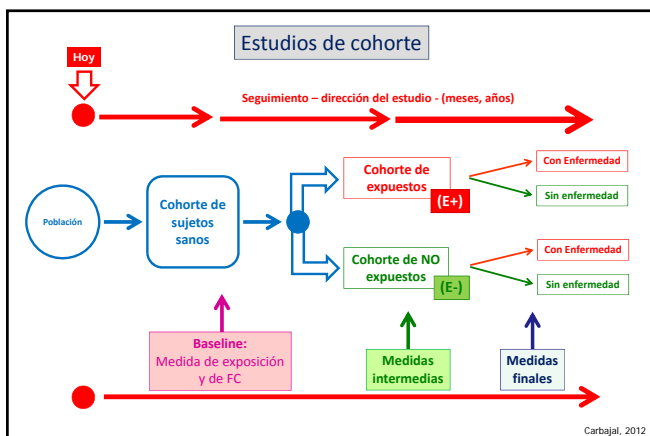 Estudios de cohorte
Hoy
Seguimiento – dirección del estudio - (meses, años)
Población
Cohorte de
sujetos
sanos
Cohorte de
expuestos
(E+)
Con Enfermedad
Sin enfermedad
Cohorte de NO
expuestos
(E-)
Con Enfermedad
Sin enfermedad
Baseline:
Medida de exposición
y de FC
Medidas
intermedias
Medidas
finales
Carbajal, 2012